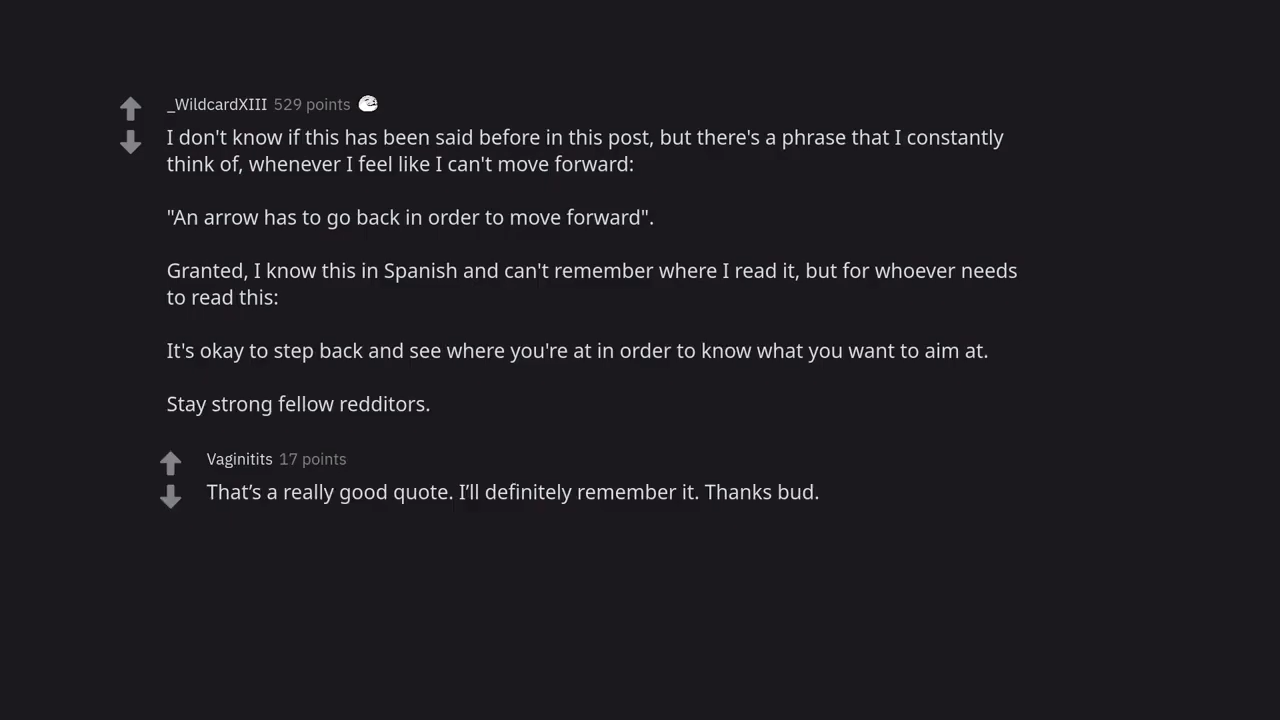 _WildcardXIII 529 points
I don't know if this has been said before in this post, but there's a phrase that I constantly
think of, whenever I feel like I can't move forward:
"An arrow has to go back in order to move forward".
Granted, I know this in Spanish and can't remember where I read it, but for whoever needs
to read this:
It's okay to step back and see where you're at in order to know what you want to aim at.
Stay strong fellow redditors.
Vaginitits 17 points
That’s a really good quote. I’ll definitely remember it. Thanks bud.